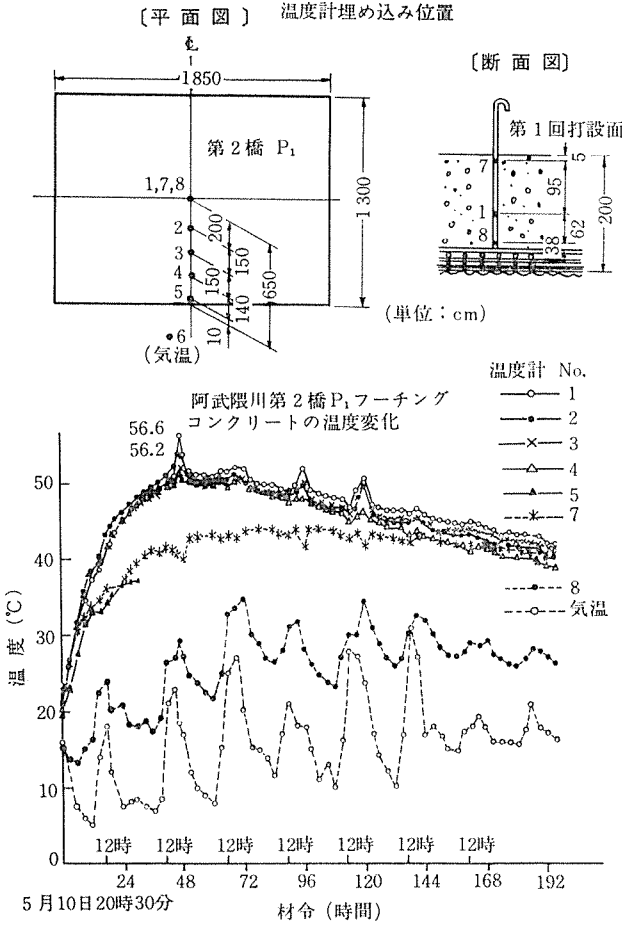 〔平面図〕 温度計埋め込み位置
℄
1850
〔断面図〕
第2橋 P₁
第1回打設面
1,7,8
2
3
4
5
6
(気温)
200
150
150
140
10
650
1300
7
1
8
5
95
62
38
200
(単位：cm)
温度計 No.
1
2
3
4
5
7
8
気温
阿武隈川第2橋P₁フーチング
コンクリートの温度変化
56.6
56.2
温度(℃)
50
40
30
20
10
0
12時 12時 12時 12時 12時 12時 12時
24 48 72 96 120 144 168 192
5月10日20時30分
材令(時間)